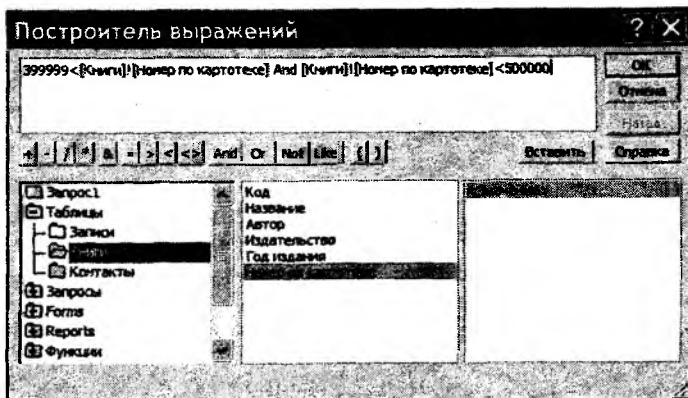 Построитель выражений ? X
399999<[Книги]![Номер по картотеке] And [Книги]![Номер по картотеке]<500000
ОК
Отмена
Назад
+ - / * & = > < <> And Or Not Like ( )
Вставить
Справка
Запрос1
Таблицы
Записи
Контакты
Запросы
Forms
Reports
Функции
Код
Название
Автор
Издательство
Год издания